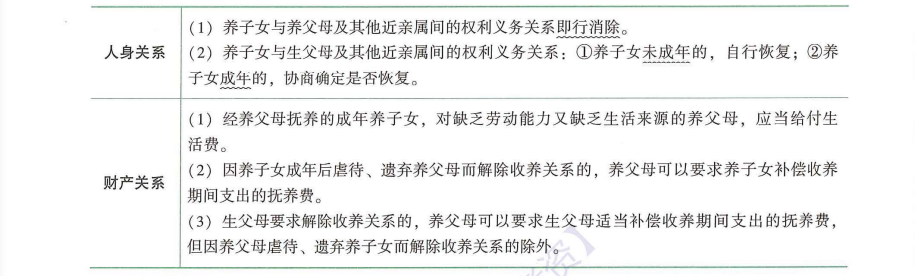 (1) 养子女与养父母及其他近亲属间的权利义务关系即行消除。
人身关系
(2) 养子女与生父母及其他近亲属间的权利义务关系：①养子女未成年的，自行恢复；②养
子女成年的，协商确定是否恢复。
(1) 经养父母抚养的成年养子女，对缺乏劳动能力又缺乏生活来源的养父母，应当给付生
活费。
财产关系
(2) 因养子女成年后虐待、遗弃养父母而解除收养关系的，养父母可以要求养子女补偿收养
期间支出的抚养费。
(3) 生父母要求解除收养关系的，养父母可以要求生父母适当补偿收养期间支出的抚养费，
但因养父母虐待、遗弃养子女而解除收养关系的除外。
资】